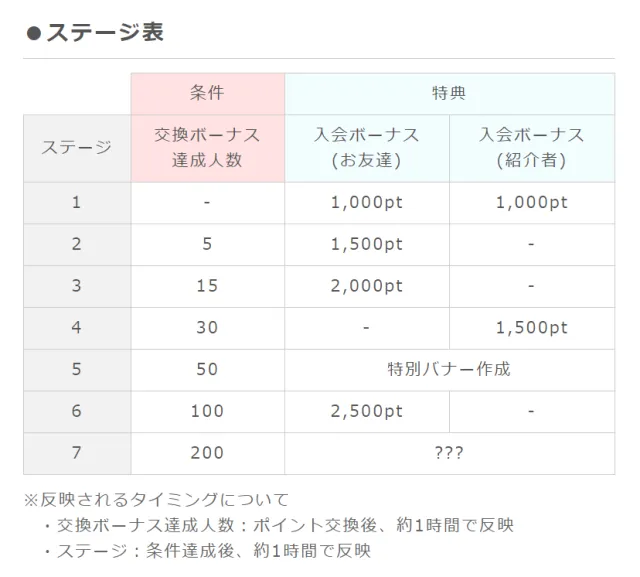 ●ステージ表
条件 特典
ステージ 交換ボーナス達成人数 入会ボーナス(お友達) 入会ボーナス(紹介者)
1 - 1,000pt 1,000pt
2 5 1,500pt -
3 15 2,000pt -
4 30 - 1,500pt
5 50 特別バナー作成
6 100 2,500pt -
7 200 ???
※反映されるタイミングについて
・交換ボーナス達成人数：ポイント交換後、約1時間で反映
・ステージ：条件達成後、約1時間で反映